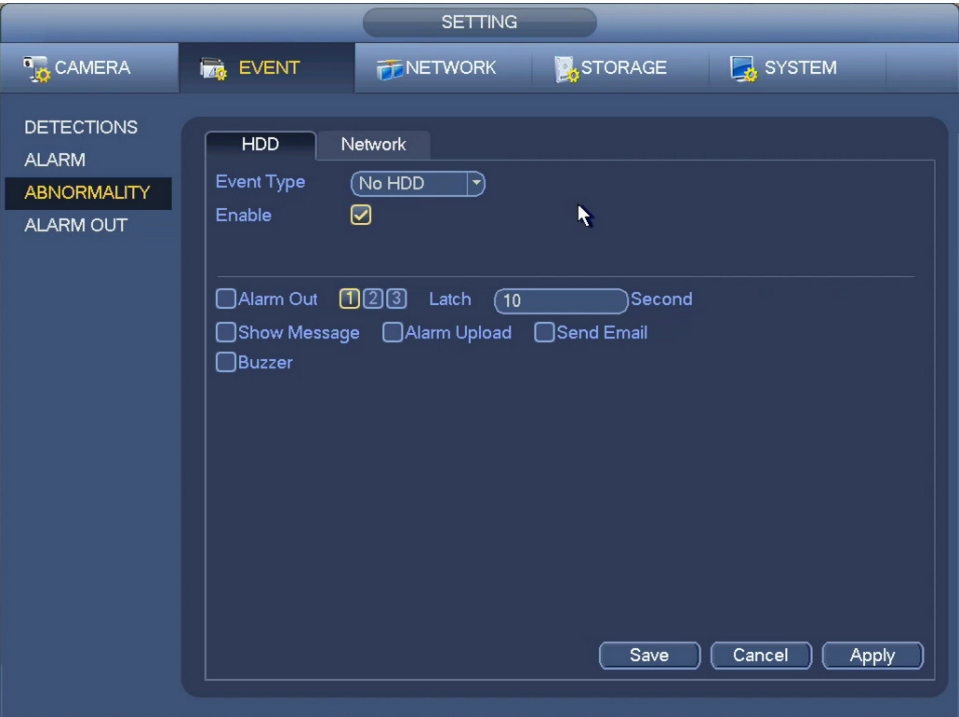 SETTING
CAMERA EVENT NETWORK STORAGE SYSTEM
DETECTIONS
ALARM
ABNORMALITY
ALARM OUT
HDD Network
Event Type No HDD
Enable
Alarm Out 1 2 3 Latch 10 Second
Show Message Alarm Upload Send Email
Buzzer
Save Cancel Apply